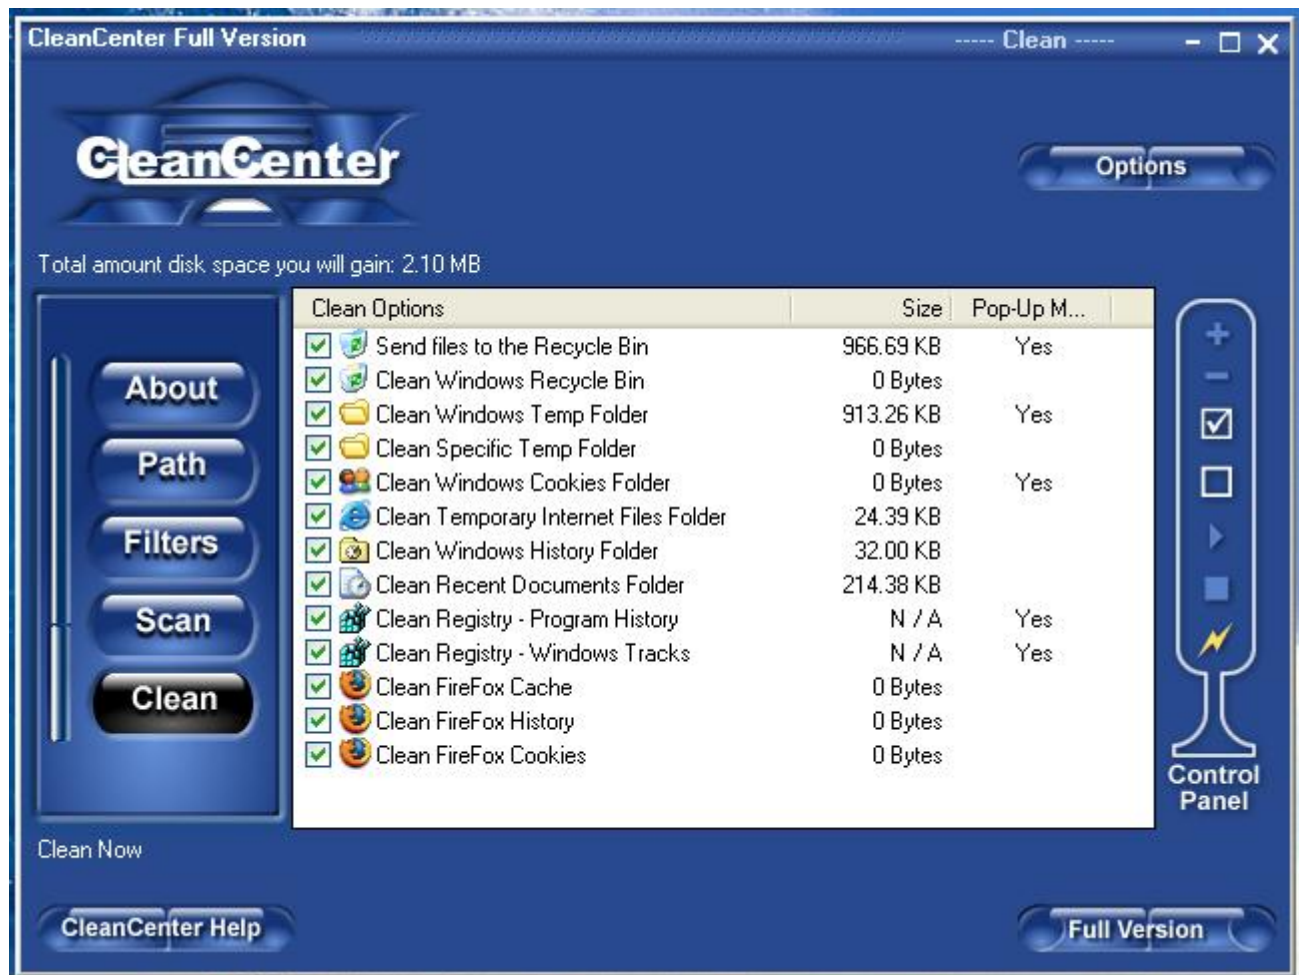 CleanCenter Full Version ----- Clean -----
CleanCenter
Options
Total amount disk space you will gain: 2.10 MB
Clean Options Size Pop-Up M...
Send files to the Recycle Bin 966.69 KB Yes
Clean Windows Recycle Bin 0 Bytes
Clean Windows Temp Folder 913.26 KB Yes
Clean Specific Temp Folder 0 Bytes
Clean Windows Cookies Folder 0 Bytes Yes
Clean Temporary Internet Files Folder 24.39 KB
Clean Windows History Folder 32.00 KB
Clean Recent Documents Folder 214.38 KB
Clean Registry - Program History N / A Yes
Clean Registry - Windows Tracks N / A Yes
Clean FireFox Cache 0 Bytes
Clean FireFox History 0 Bytes
Clean FireFox Cookies 0 Bytes
About
Path
Filters
Scan
Clean
Control
Panel
Clean Now
CleanCenter Help
Full Version